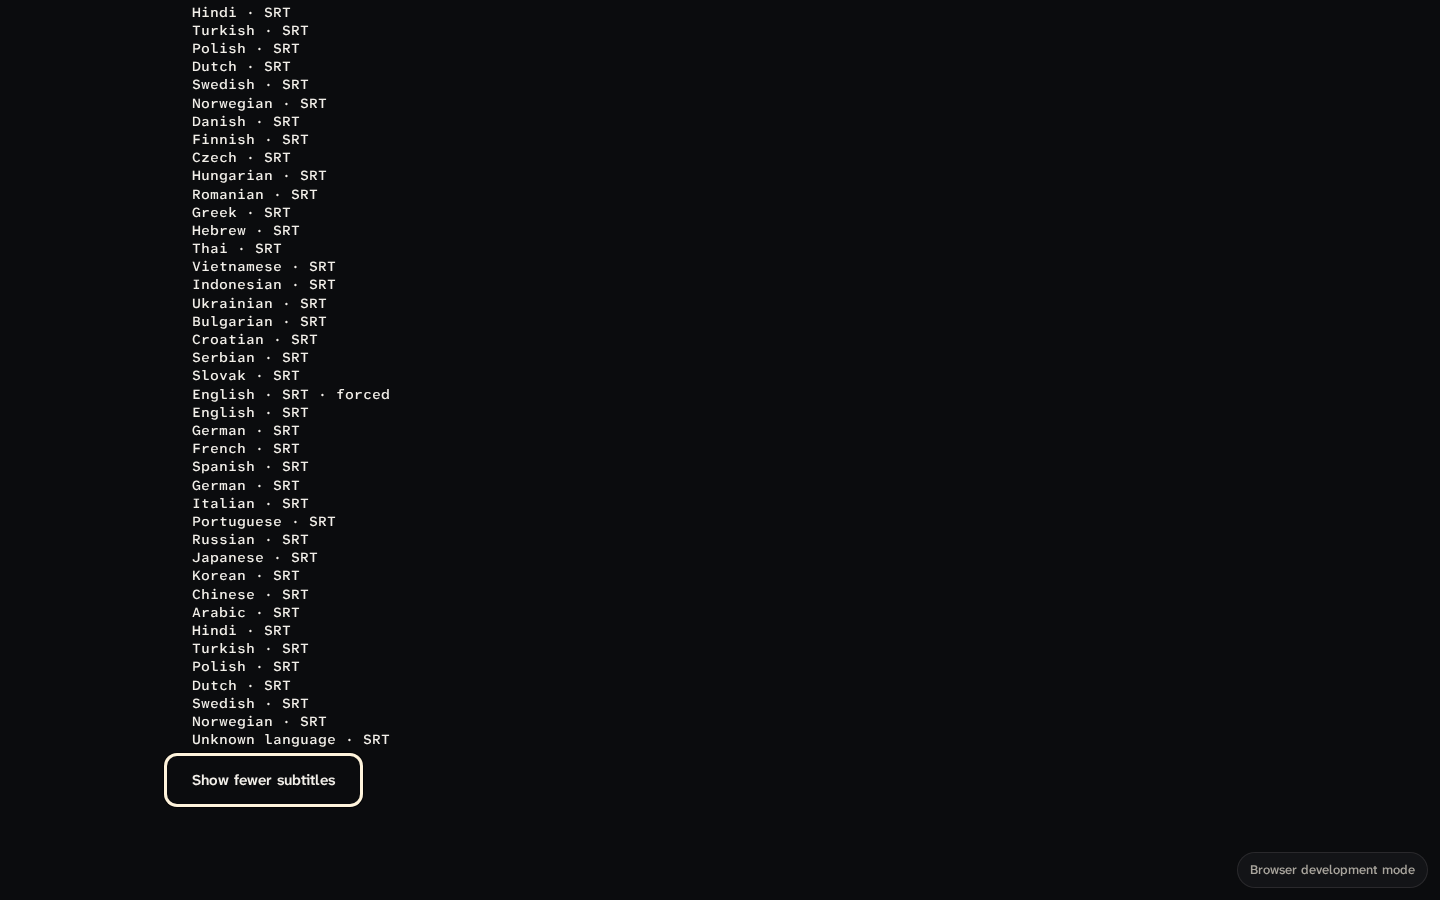 Hindi · SRT
Turkish · SRT
Polish · SRT
Dutch · SRT
Swedish · SRT
Norwegian · SRT
Danish · SRT
Finnish · SRT
Czech · SRT
Hungarian · SRT
Romanian · SRT
Greek · SRT
Hebrew · SRT
Thai · SRT
Vietnamese · SRT
Indonesian · SRT
Ukrainian · SRT
Bulgarian · SRT
Croatian · SRT
Serbian · SRT
Slovak · SRT
English · SRT · forced
English · SRT
German · SRT
French · SRT
Spanish · SRT
German · SRT
Italian · SRT
Portuguese · SRT
Russian · SRT
Japanese · SRT
Korean · SRT
Chinese · SRT
Arabic · SRT
Hindi · SRT
Turkish · SRT
Polish · SRT
Dutch · SRT
Swedish · SRT
Norwegian · SRT
Unknown language · SRT
Show fewer subtitles
Browser development mode